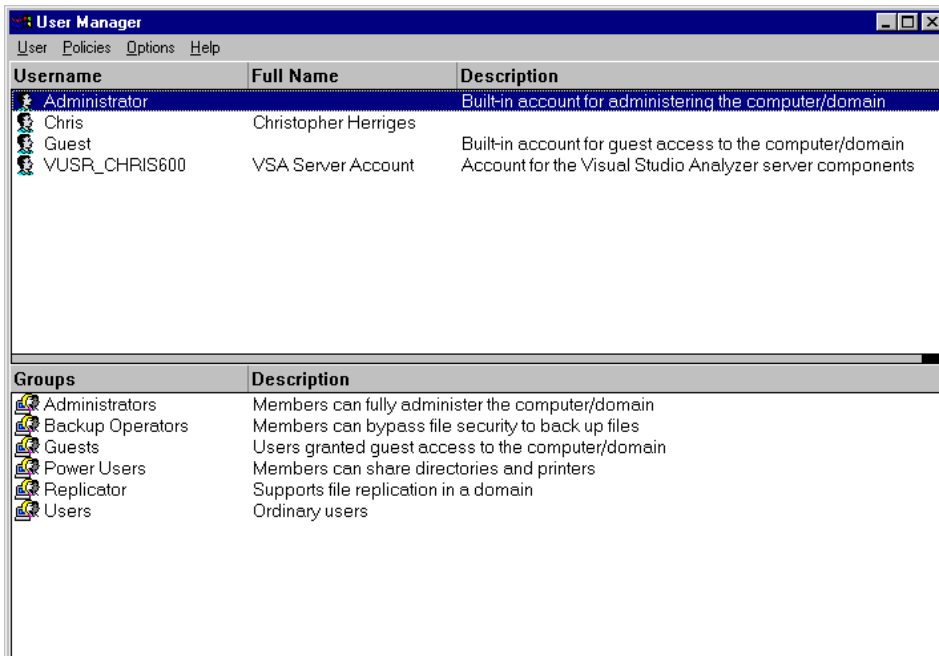 User Manager
User Policies Options Help
Username Full Name Description
Administrator Built-in account for administering the computer/domain
Chris Christopher Herriges
Guest Built-in account for guest access to the computer/domain
VUSR_CHRIS600 VSA Server Account Account for the Visual Studio Analyzer server components
Groups Description
Administrators Members can fully administer the computer/domain
Backup Operators Members can bypass file security to back up files
Guests Users granted guest access to the computer/domain
Power Users Members can share directories and printers
Replicator Supports file replication in a domain
Users Ordinary users